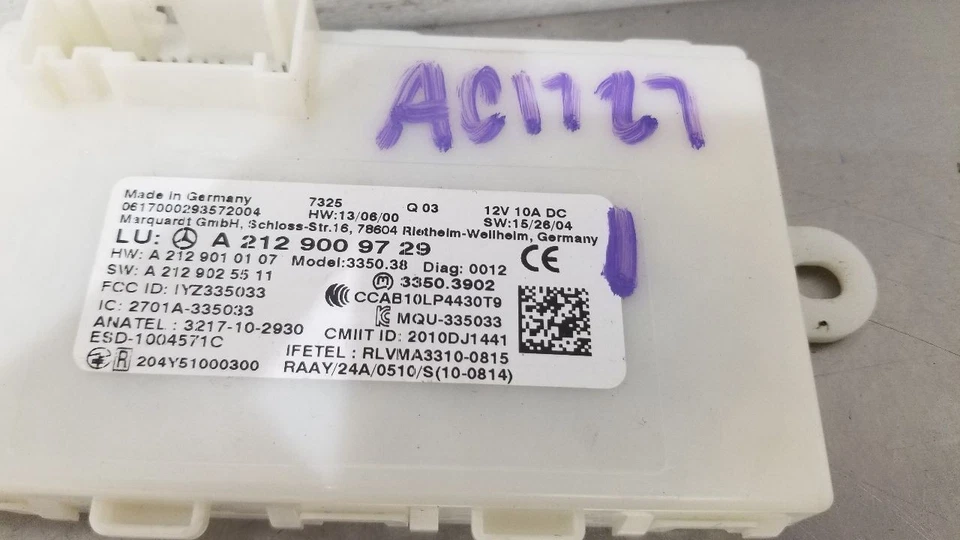 AC1727
Made in Germany 7325 Q 03 12V 10A DC
0617000293572004 HW:13/06/00 SW:15/26/04
Marquardt GmbH, Schloss-Str.16, 78604 Rietheim-Weilheim, Germany
LU: A 212 900 97 29 CE
HW: A 212 901 01 07 Model:3350.38 Diag: 0012
SW: A 212 902 55 11 M 3350.3902
FCC ID: IYZ335033 CCAB10LP4430T9
IC: 2701A-335033 MQU-335033
ANATEL : 3217-10-2930 CMIIT ID: 2010DJ1441
ESD-1004571C IFETEL : RLVMA3310-0815
R 204Y51000300 RAAY/24A/0510/S(10-0814)